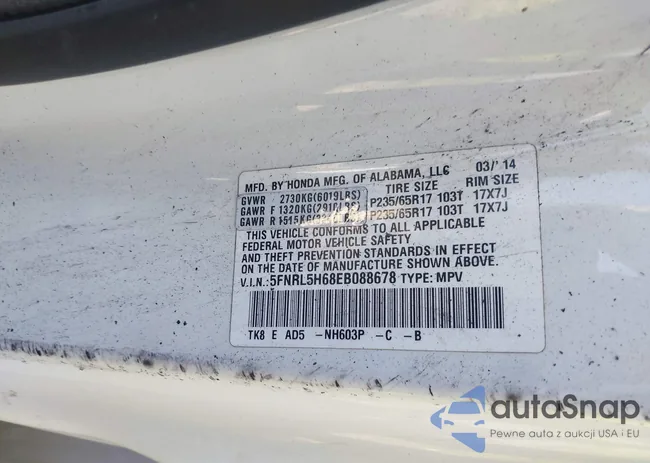 MFD. BY HONDA MFG. OF ALABAMA, LLC 03/'14
GVWR 2730KG(6019LBS) TIRE SIZE RIM SIZE
GAWR F 1320KG(2910LBS) P235/65R17 103T 17X7J
GAWR R 1515KG P235/65R17 103T 17X7J
THIS VEHICLE CONFORMS TO ALL APPLICABLE
FEDERAL MOTOR VEHICLE SAFETY
AND THEFT PREVENTION STANDARDS IN EFFECT
ON THE DATE OF MANUFACTURE SHOWN ABOVE.
V.I.N.: 5FNRL5H68EB088678 TYPE: MPV
TK8 E AD5 -NH603P -C -B
autoSnap
Pewne auta z aukcji USA i EU